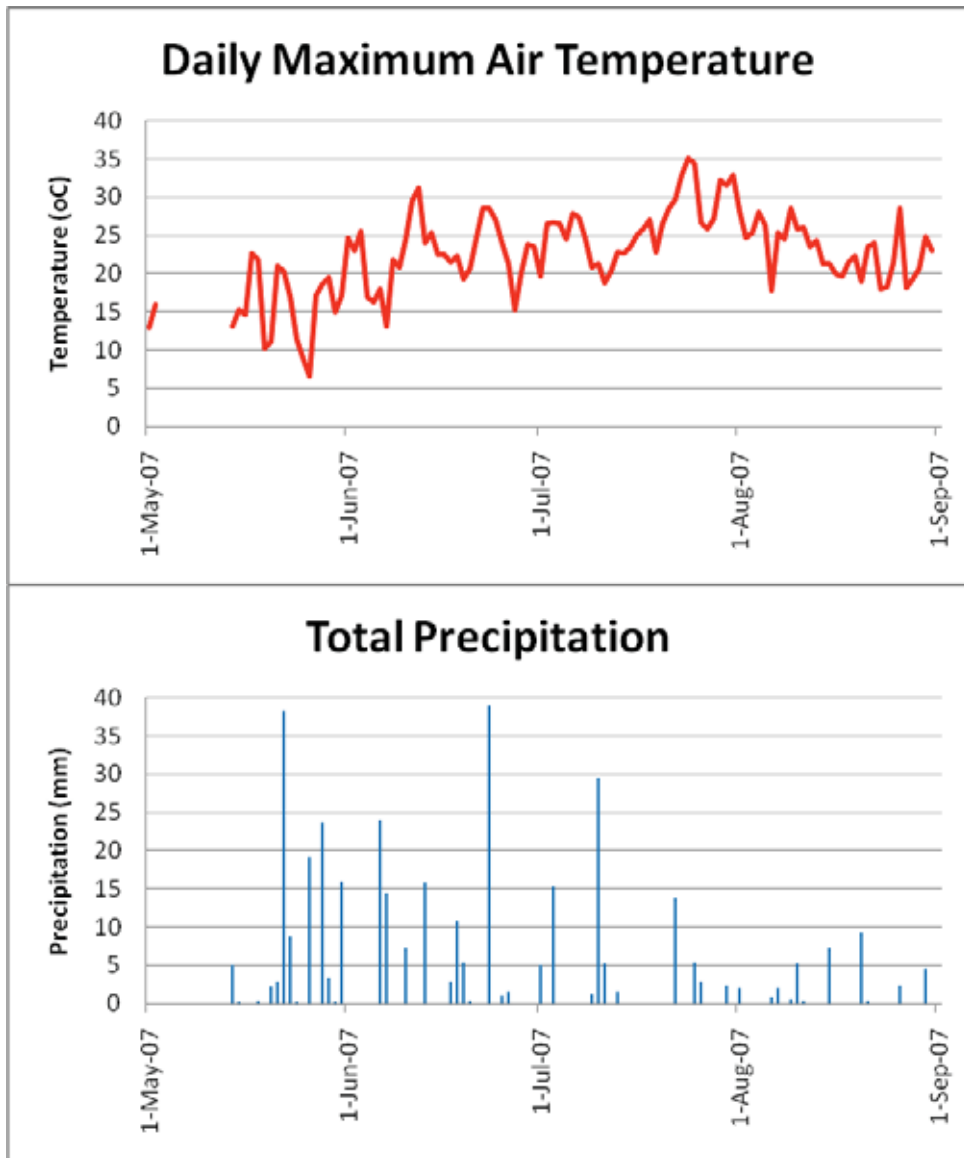 Daily Maximum Air Temperature
Temperature (oC)
40
35
30
25
20
15
10
5
0
1-May-07
1-Jun-07
1-Jul-07
1-Aug-07
1-Sep-07
Total Precipitation
Precipitation (mm)
40
35
30
25
20
15
10
5
0
1-May-07
1-Jun-07
1-Jul-07
1-Aug-07
1-Sep-07